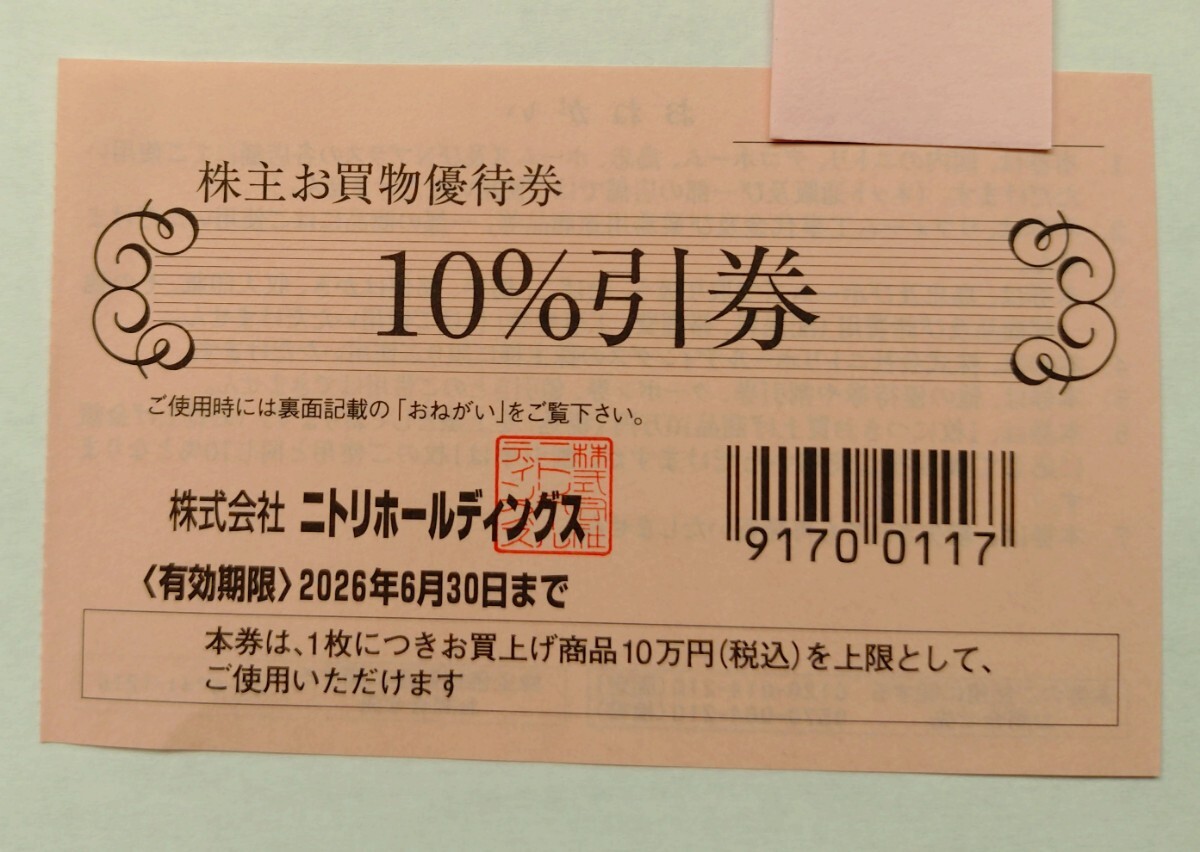 株主お買物優待券
10%引券
ご使用時には裏面記載の「おねがい」をご覧下さい。
株式会社 ニトリホールディングス
9170 0117
〈有効期限〉2026年6月30日まで
本券は、1枚につきお買上げ商品10万円(税込)を上限として、
ご使用いただけます